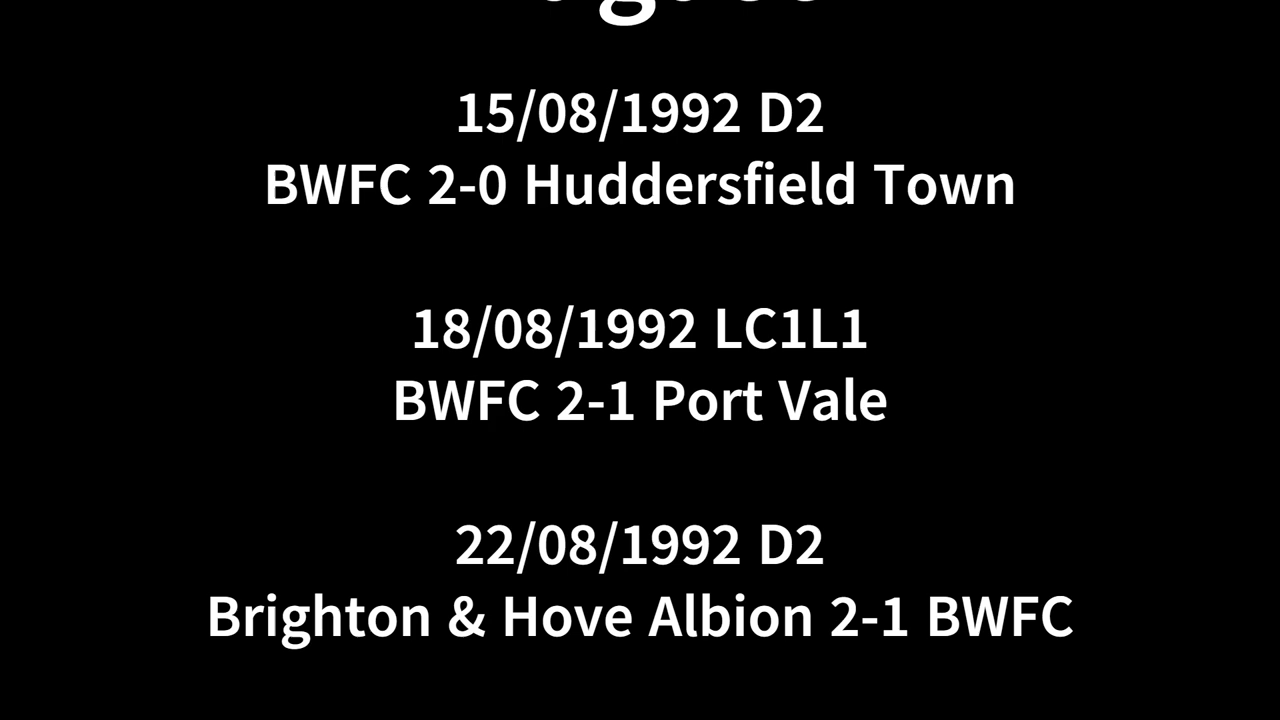 15/08/1992 D2
BWFC 2-0 Huddersfield Town
18/08/1992 LC1L1
BWFC 2-1 Port Vale
22/08/1992 D2
Brighton & Hove Albion 2-1 BWFC